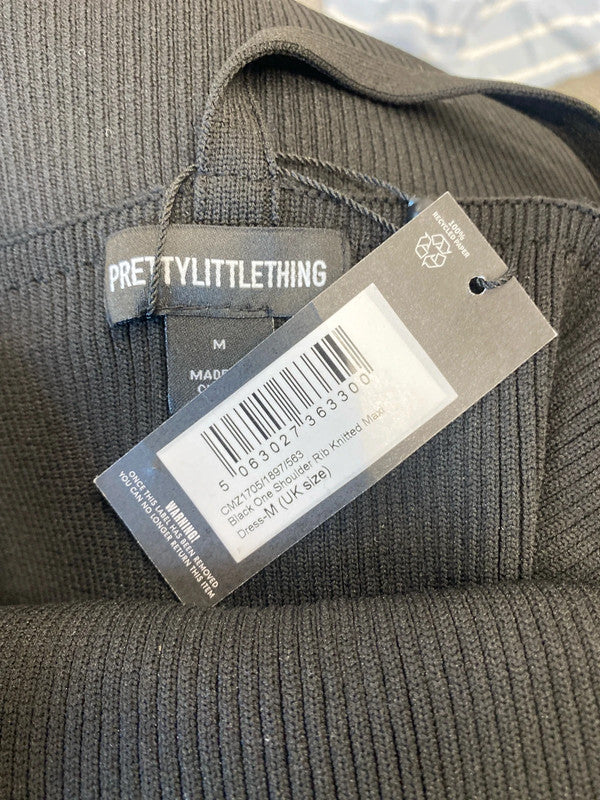 PRETTYLITTLETHING
M
MADE
100%
RECYCLED PAPER
5 063027 363300
CMZ1705/1897/563
Black One Shoulder Rib Knitted Maxi
Dress-M (UK size)
WARNING!
ONCE THIS LABEL HAS BEEN REMOVED
YOU CAN NO LONGER RETURN THIS ITEM